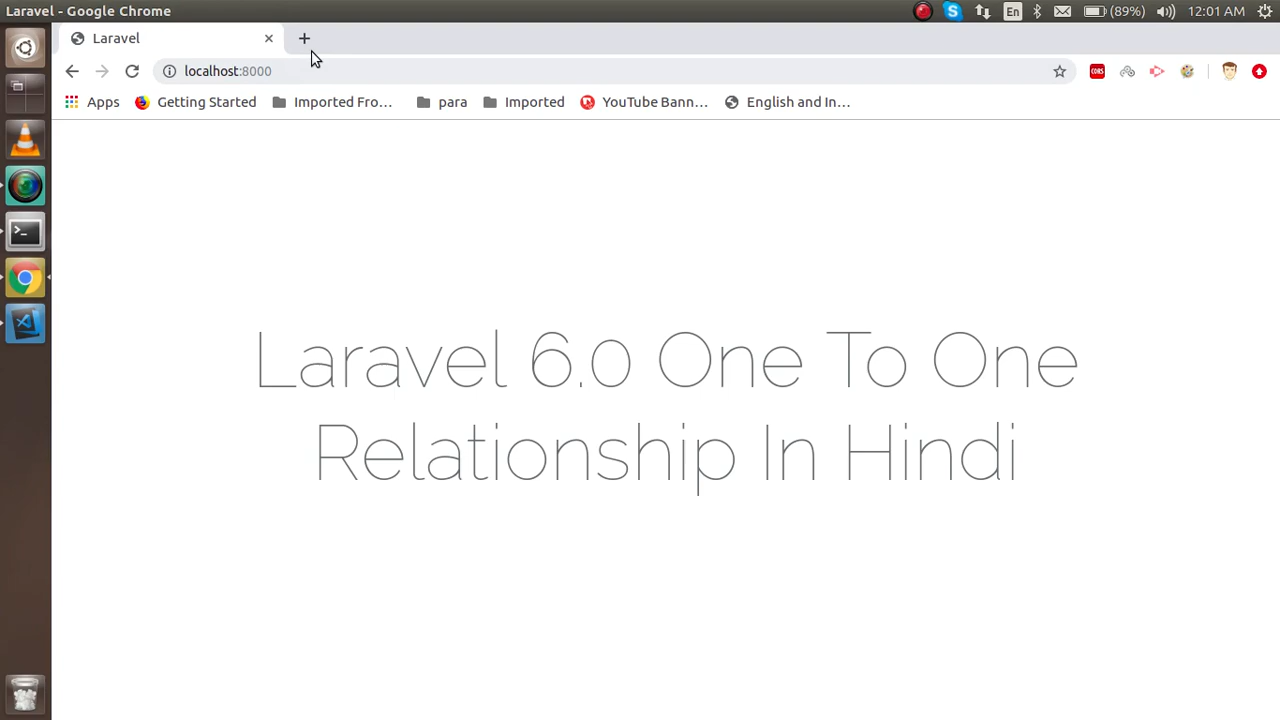 Laravel - Google Chrome
En
(89%)
12:01 AM
Laravel
localhost:8000
CORS
Apps
Getting Started
Imported Fro...
para
Imported
YouTube Bann...
English and In...
Laravel 6.0 One To One
Relationship In Hindi